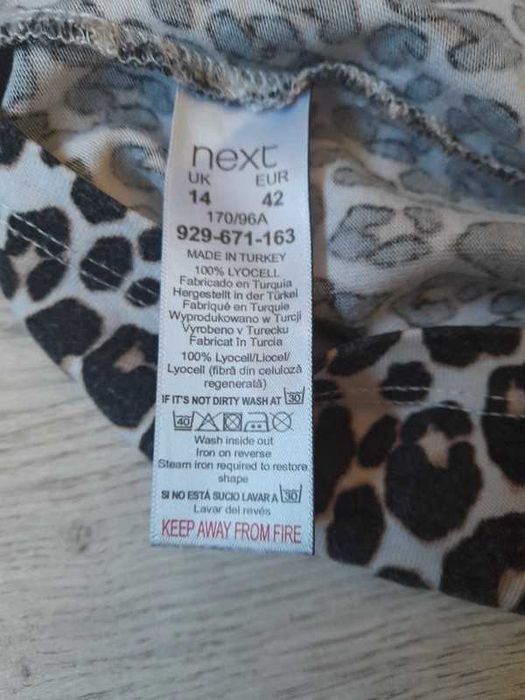 next
UK EUR
14 42
170/96A
929-671-163
MADE IN TURKEY
100% LYOCELL
Fabricado en Turquia
Hergestellt in der Türkei
Fabriqué en Turquie
Wyprodukowano w Turcji
Vyrobeno v Turecku
Fabricat în Turcia
100% Lyocell/Liocel/
Lyocell (fibră din celuloză
regenerată)
IF IT'S NOT DIRTY WASH AT 30
40
Wash inside out
Iron on reverse
Steam iron required to restore
shape
SI NO ESTÁ SUCIO LAVAR A 30
Lavar del revés
KEEP AWAY FROM FIRE